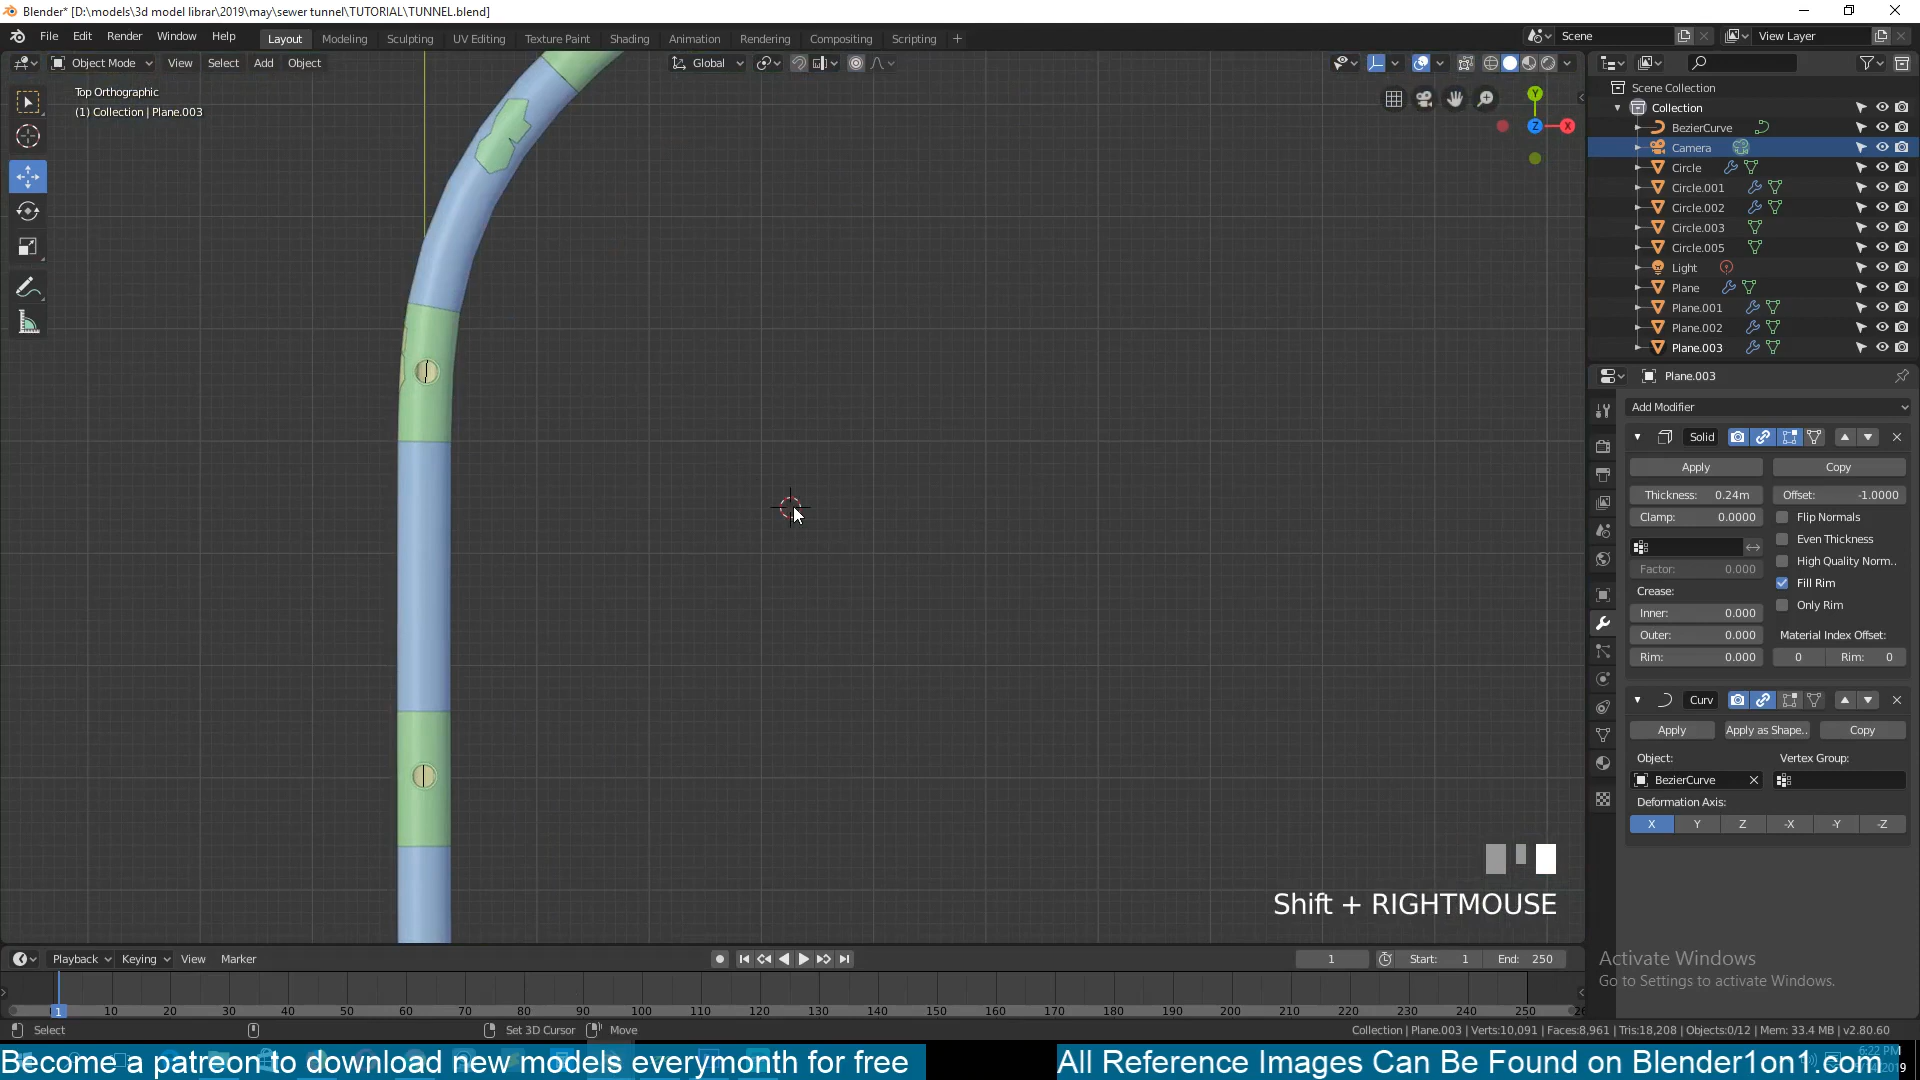 Blender* [D:\models\3d model librar\2019\may\sewer tunnel\TUTORIAL\TUNNEL.blend]
File Edit Render Window Help Layout Modeling Sculpting UV Editing Texture Paint Shading Animation Rendering Compositing Scripting + Scene View Layer
Object Mode View Select Add Object Global
Top Orthographic
(1) Collection | Plane.003
Y
Z
X
Scene Collection
Collection
BezierCurve
Camera
Circle
Circle.001
Circle.002
Circle.003
Circle.005
Light
Plane
Plane.001
Plane.002
Plane.003
Plane.003
Add Modifier
Solid
Apply Copy
Thickness: 0.24m Offset: -1.0000
Clamp: 0.0000 Flip Normals
Even Thickness
High Quality Norm..
Factor: 0.000
Fill Rim
Crease:
Only Rim
Inner: 0.000
Outer: 0.000 Material Index Offset:
Rim: 0.000 0 Rim: 0
Curv
Apply Apply as Shape.. Copy
Object: Vertex Group:
BezierCurve
Deformation Axis:
X Y Z -X -Y -Z
Shift + RIGHTMOUSE
Activate Windows
Go to Settings to activate Windows.
Playback Keying View Marker 1 Start: 1 End: 250
1 10 20 30 40 50 60 70 80 90 100 110 120 130 140 150 160 170 180 190 200 210 220 230 240 250
Select Set 3D Cursor Move Collection | Plane.003 | Verts:10,091 | Faces:8,961 | Tris:18,208 | Objects:0/12 | Mem: 33.4 MB | v2.80.60
Become a patreon to download new models everymonth for free
All Reference Images Can Be Found on Blender1on1.com
6:22 PM